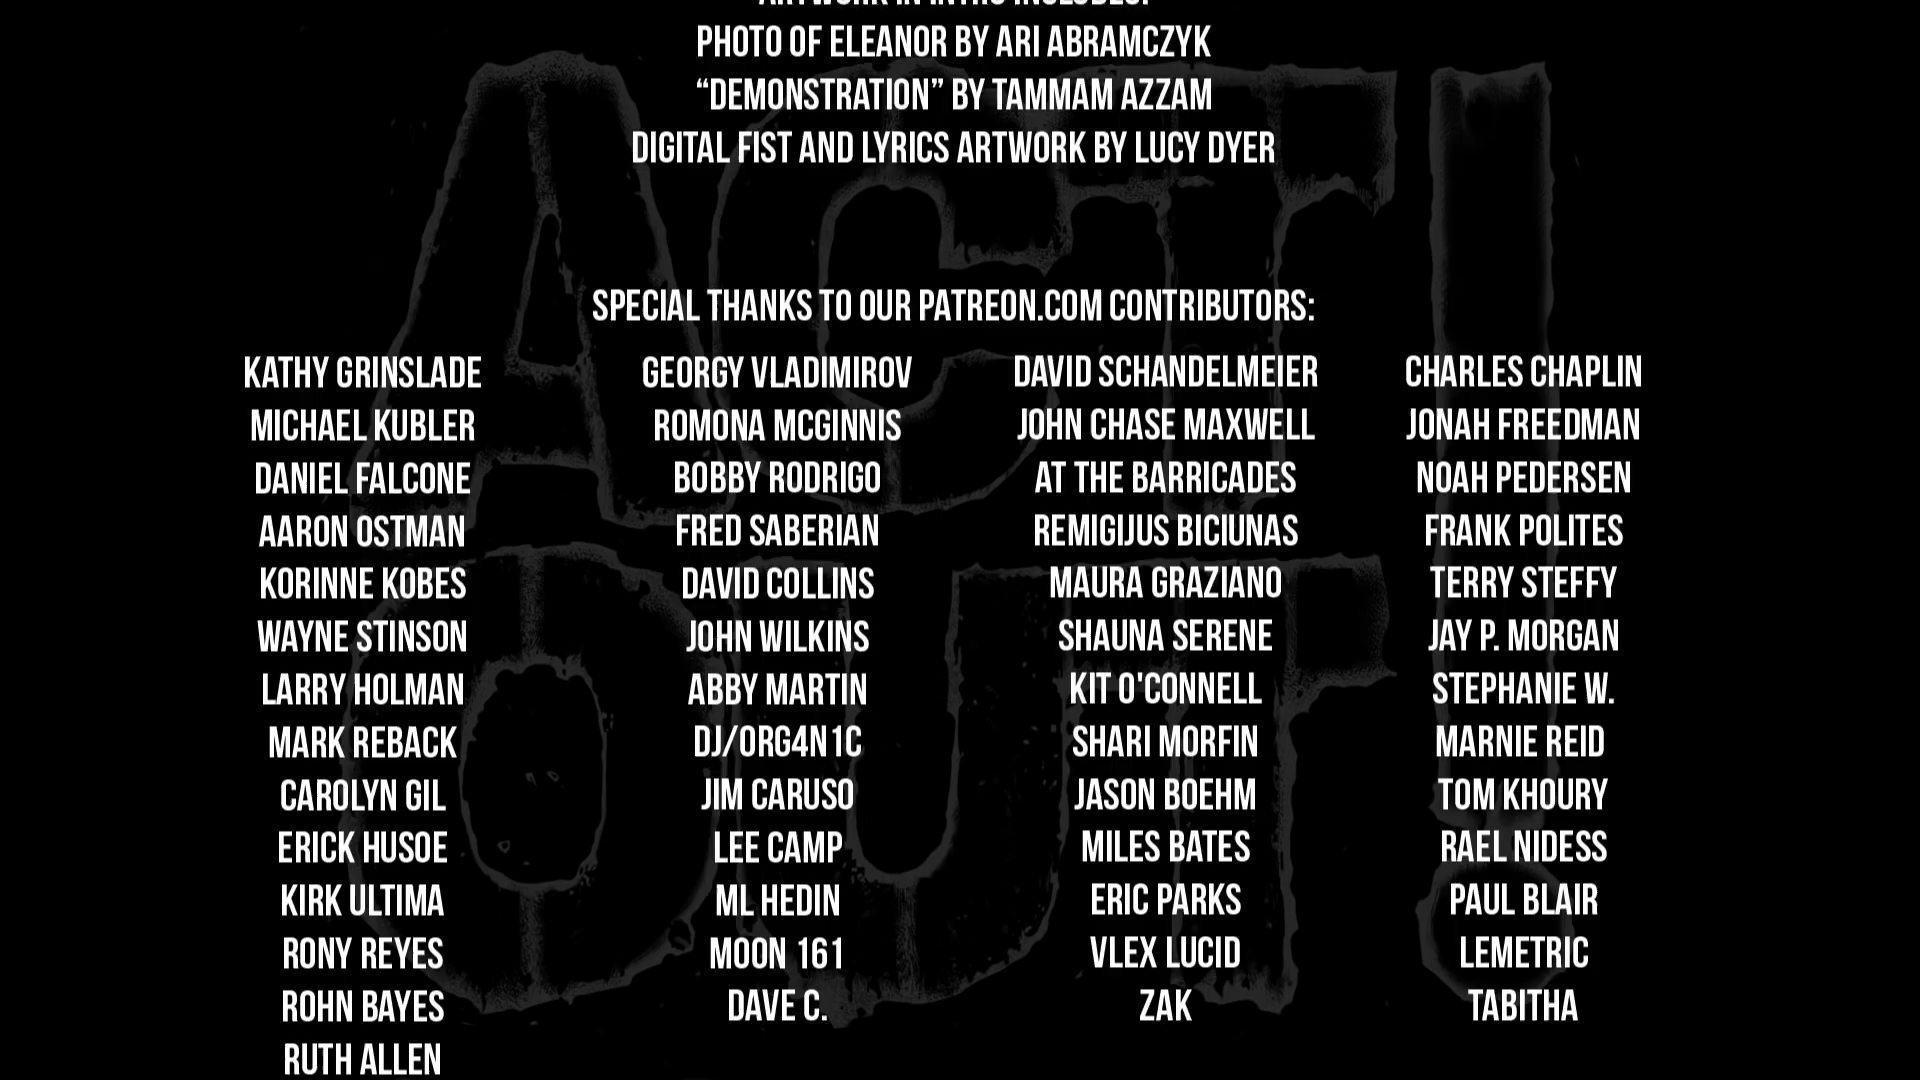 ARTWORK IN INTRO INCLUDES:
PHOTO OF ELEANOR BY ARI ABRAMCZYK
“DEMONSTRATION” BY TAMMAM AZZAM
DIGITAL FIST AND LYRICS ARTWORK BY LUCY DYER
SPECIAL THANKS TO OUR PATREON.COM CONTRIBUTORS:
KATHY GRINSLADE
MICHAEL KUBLER
DANIEL FALCONE
AARON OSTMAN
KORINNE KOBES
WAYNE STINSON
LARRY HOLMAN
MARK REBACK
CAROLYN GIL
ERICK HUSOE
KIRK ULTIMA
RONY REYES
ROHN BAYES
RUTH ALLEN
GEORGY VLADIMIROV
ROMONA MCGINNIS
BOBBY RODRIGO
FRED SABERIAN
DAVID COLLINS
JOHN WILKINS
ABBY MARTIN
DJ/ORG4N1C
JIM CARUSO
LEE CAMP
ML HEDIN
MOON 161
DAVE C.
DAVID SCHANDELMEIER
JOHN CHASE MAXWELL
AT THE BARRICADES
REMIGIJUS BICIUNAS
MAURA GRAZIANO
SHAUNA SERENE
KIT O'CONNELL
SHARI MORFIN
JASON BOEHM
MILES BATES
ERIC PARKS
VLEX LUCID
ZAK
CHARLES CHAPLIN
JONAH FREEDMAN
NOAH PEDERSEN
FRANK POLITES
TERRY STEFFY
JAY P. MORGAN
STEPHANIE W.
MARNIE REID
TOM KHOURY
RAEL NIDESS
PAUL BLAIR
LEMETRIC
TABITHA
ACT
OUT!